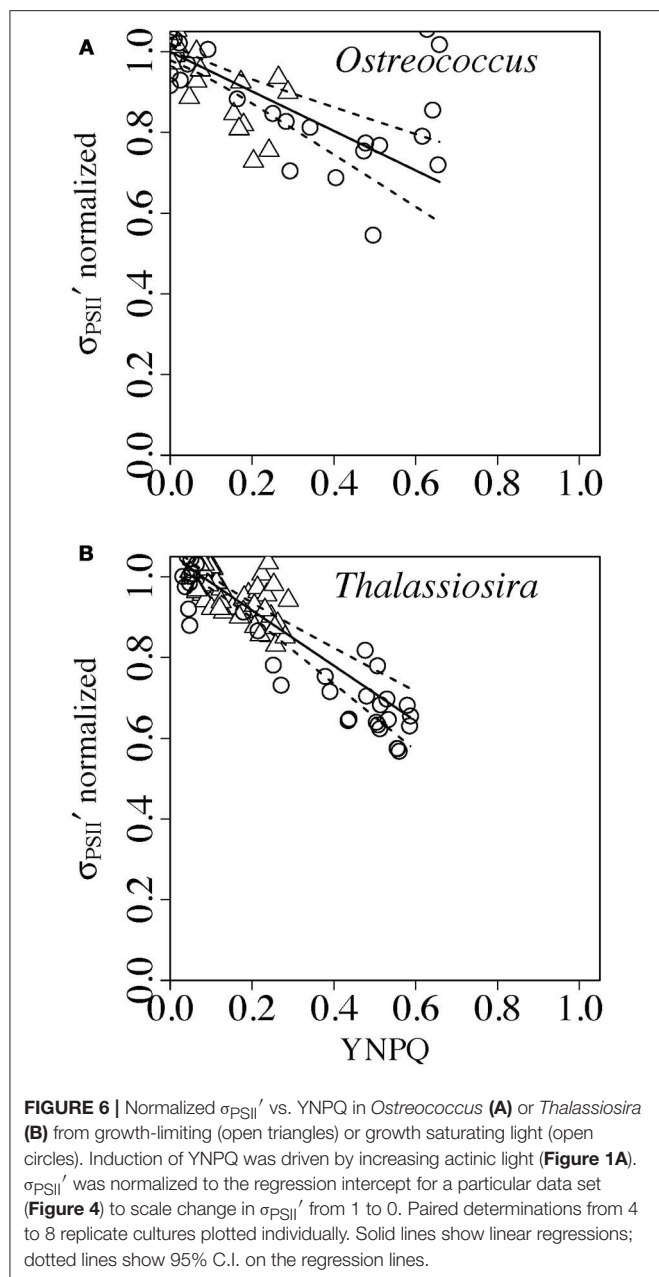 A
Ostreococcus
σPSII′ normalized
1.0
0.8
0.6
0.4
0.2
0.0
0.0 0.2 0.4 0.6 0.8 1.0
B
Thalassiosira
σPSII′ normalized
1.0
0.8
0.6
0.4
0.2
0.0
0.0 0.2 0.4 0.6 0.8 1.0
YNPQ
FIGURE 6 | Normalized σPSII′ vs. YNPQ in Ostreococcus (A) or Thalassiosira
(B) from growth-limiting (open triangles) or growth saturating light (open
circles). Induction of YNPQ was driven by increasing actinic light (Figure 1A).
σPSII′ was normalized to the regression intercept for a particular data set
(Figure 4) to scale change in σPSII′ from 1 to 0. Paired determinations from 4
to 8 replicate cultures plotted individually. Solid lines show linear regressions;
dotted lines show 95% C.I. on the regression lines.